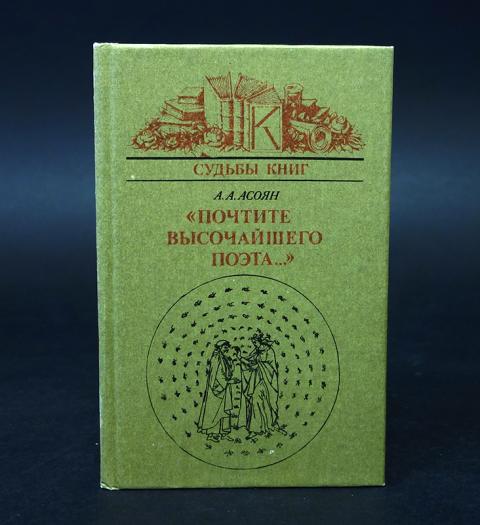 К
СУДЬБЫ КНИГ
А.А.АСОЯН
«ПОЧТИТЕ
ВЫСОЧАЙШЕГО
ПОЭТА...»